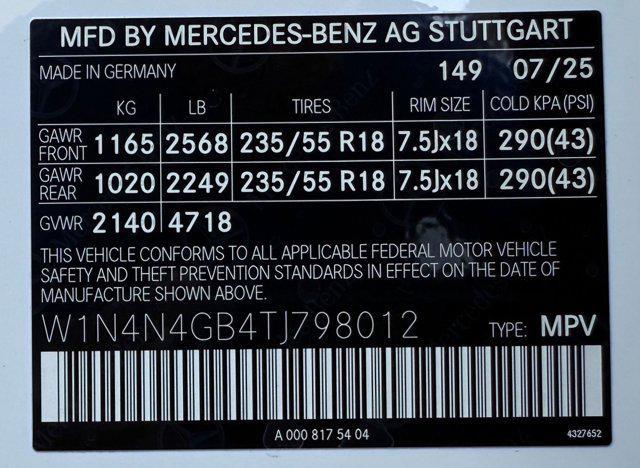 MFD BY MERCEDES-BENZ AG STUTTGART
MADE IN GERMANY 149 07/25
KG LB TIRES RIM SIZE COLD KPA (PSI)
GAWR FRONT 1165 2568 235/55 R18 7.5Jx18 290(43)
GAWR REAR 1020 2249 235/55 R18 7.5Jx18 290(43)
GVWR 2140 4718
THIS VEHICLE CONFORMS TO ALL APPLICABLE FEDERAL MOTOR VEHICLE
SAFETY AND THEFT PREVENTION STANDARDS IN EFFECT ON THE DATE OF
MANUFACTURE SHOWN ABOVE.
W1N4N4GB4TJ798012 TYPE: MPV
A 000 817 54 04 4327652